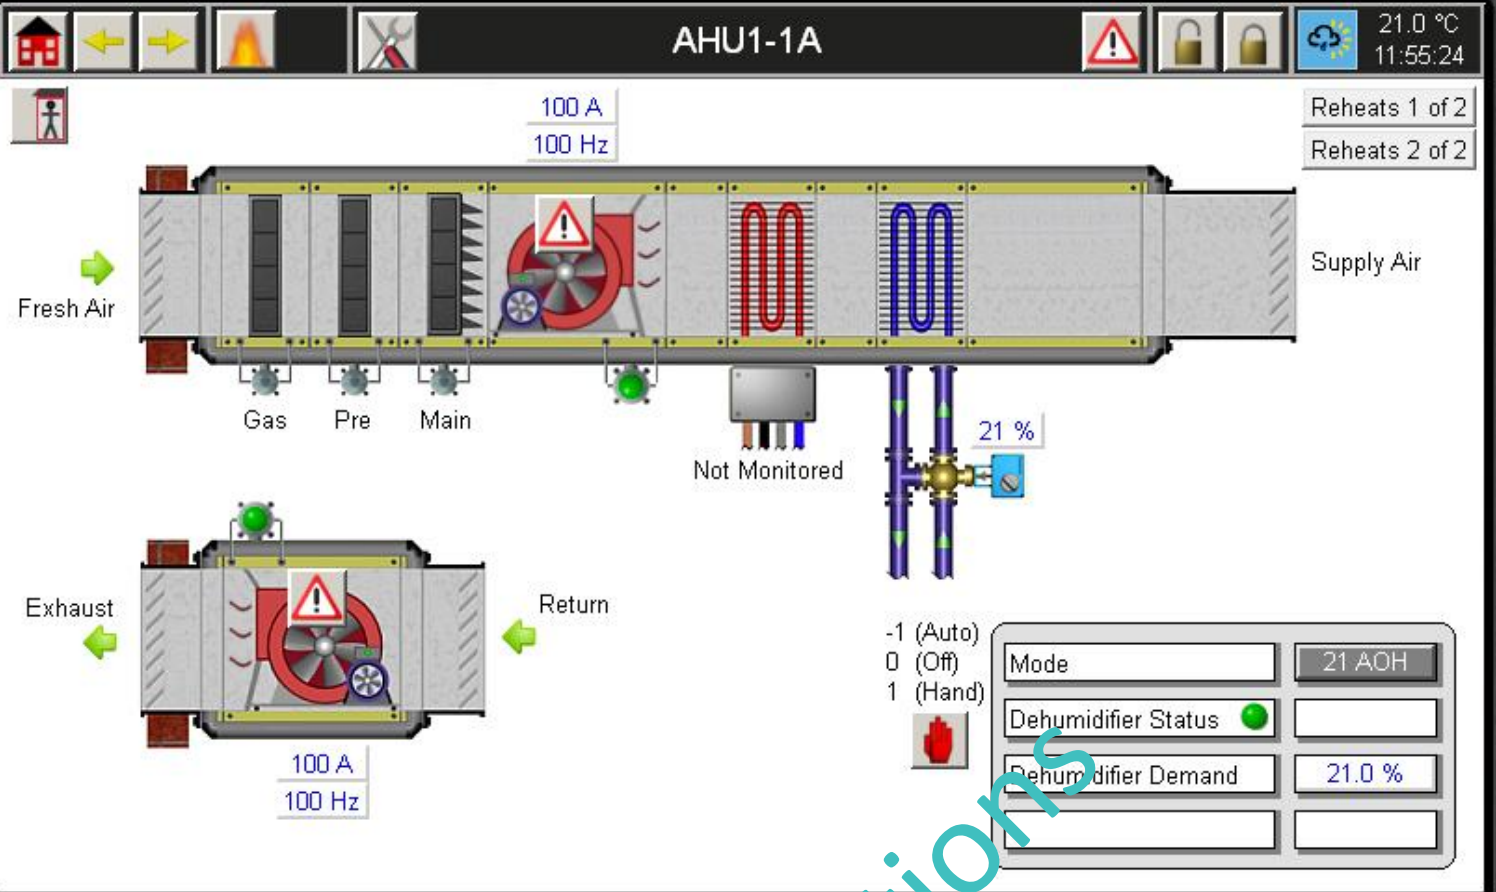 AHU1-1A
21.0 °C
11:55:24
100 A
100 Hz
Reheats 1 of 2
Reheats 2 of 2
Fresh Air
Supply Air
Gas
Pre
Main
21 %
Not Monitored
Exhaust
Return
100 A
100 Hz
-1 (Auto)
0 (Off)
1 (Hand)
Mode
21 AOH
Dehumidifier Status
Dehumidifier Demand
21.0 %